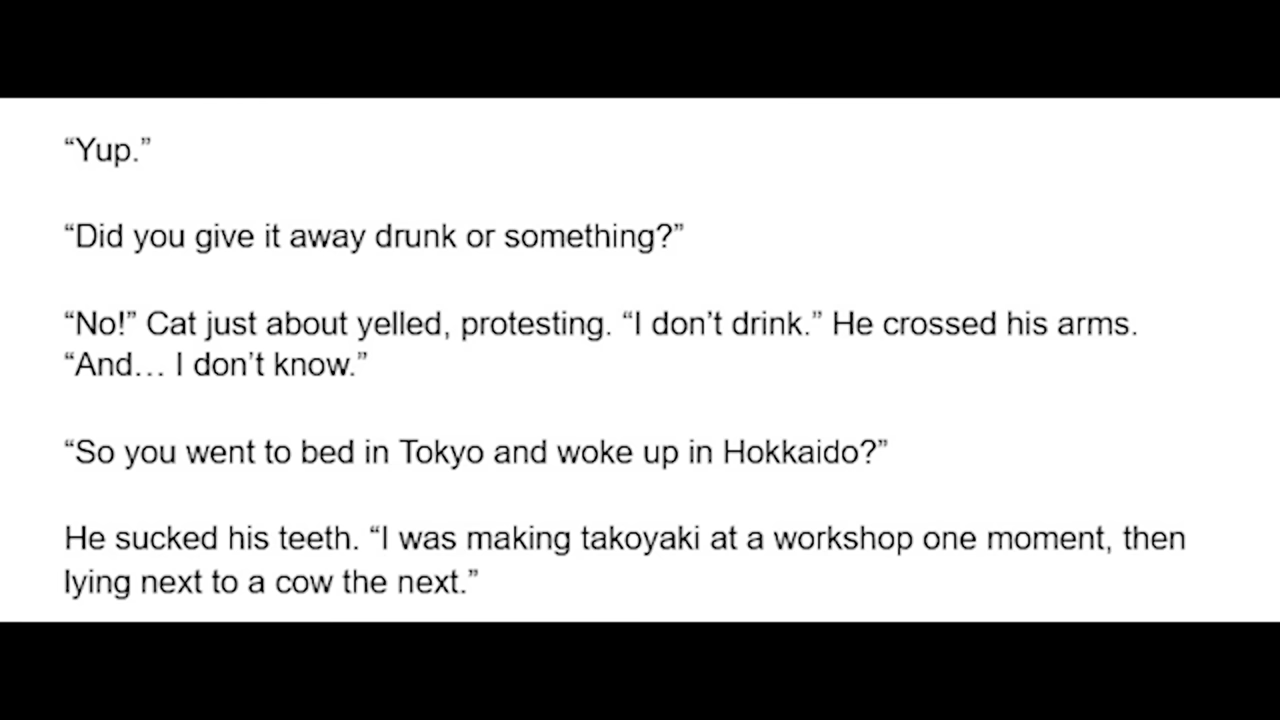 “Yup.”
“Did you give it away drunk or something?”
“No!” Cat just about yelled, protesting. “I don’t drink.” He crossed his arms.
“And… I don’t know.”
“So you went to bed in Tokyo and woke up in Hokkaido?”
He sucked his teeth. “I was making takoyaki at a workshop one moment, then
lying next to a cow the next.”